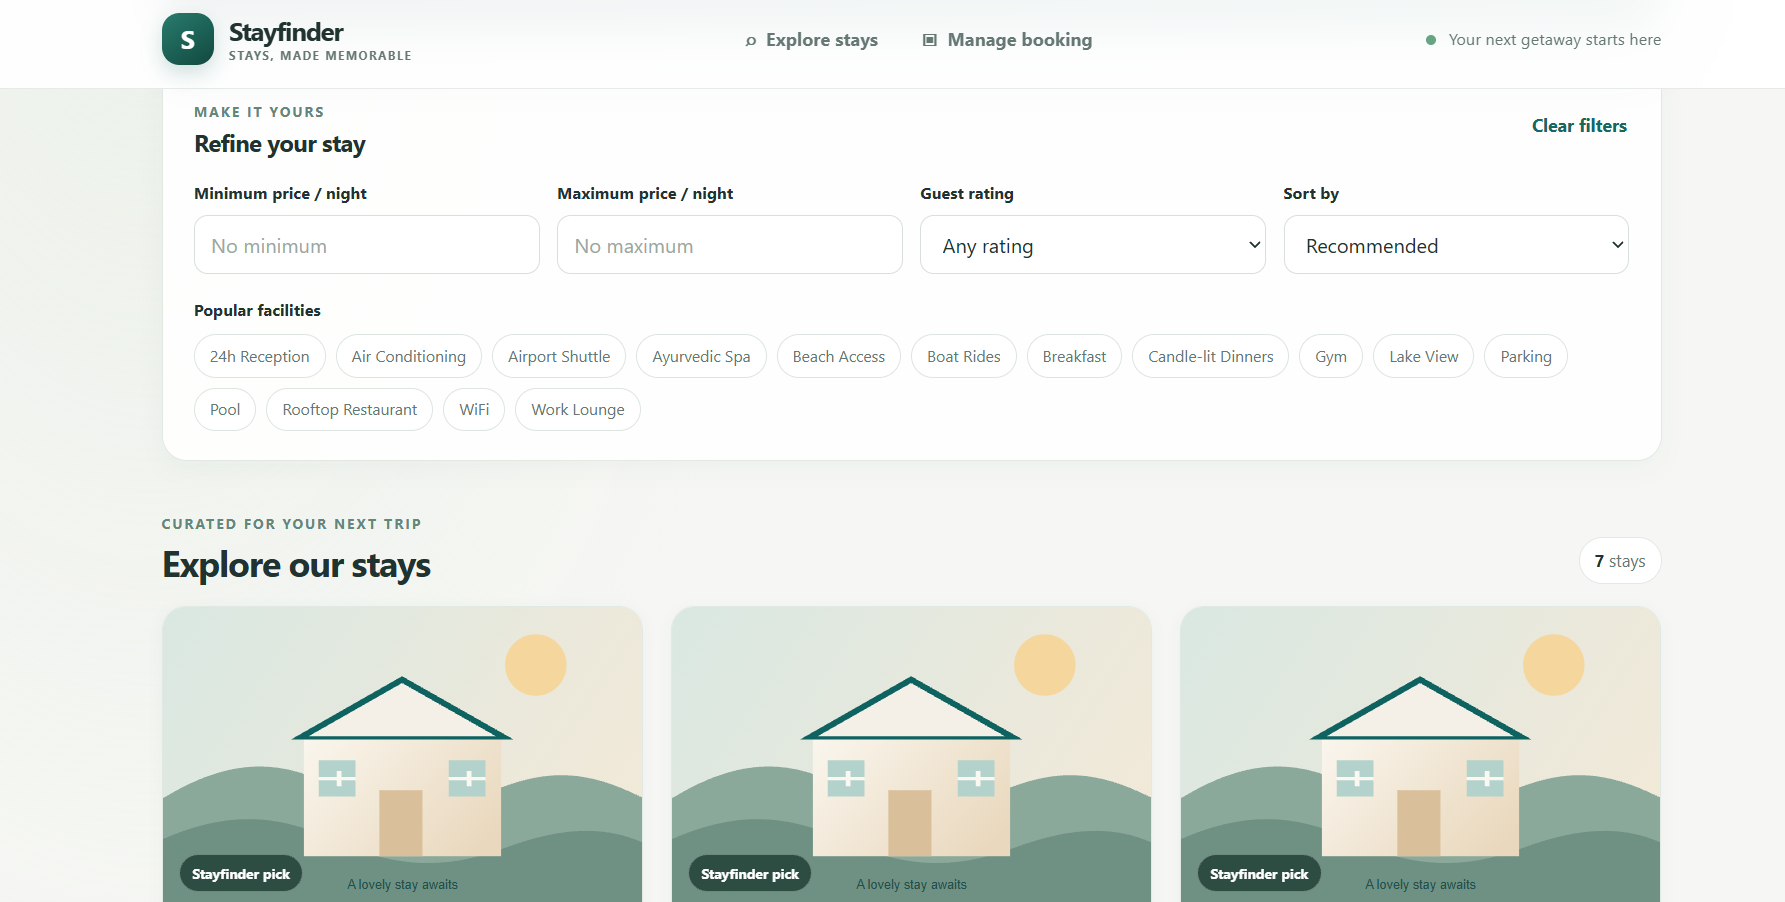 S
Stayfinder
STAYS, MADE MEMORABLE
Explore stays
Manage booking
Your next getaway starts here
MAKE IT YOURS
Refine your stay
Clear filters
Minimum price / night
Maximum price / night
Guest rating
Sort by
No minimum
No maximum
Any rating
Recommended
Popular facilities
24h Reception
Air Conditioning
Airport Shuttle
Ayurvedic Spa
Beach Access
Boat Rides
Breakfast
Candle-lit Dinners
Gym
Lake View
Parking
Pool
Rooftop Restaurant
WiFi
Work Lounge
CURATED FOR YOUR NEXT TRIP
Explore our stays
7 stays
Stayfinder pick
A lovely stay awaits
Stayfinder pick
A lovely stay awaits
Stayfinder pick
A lovely stay awaits